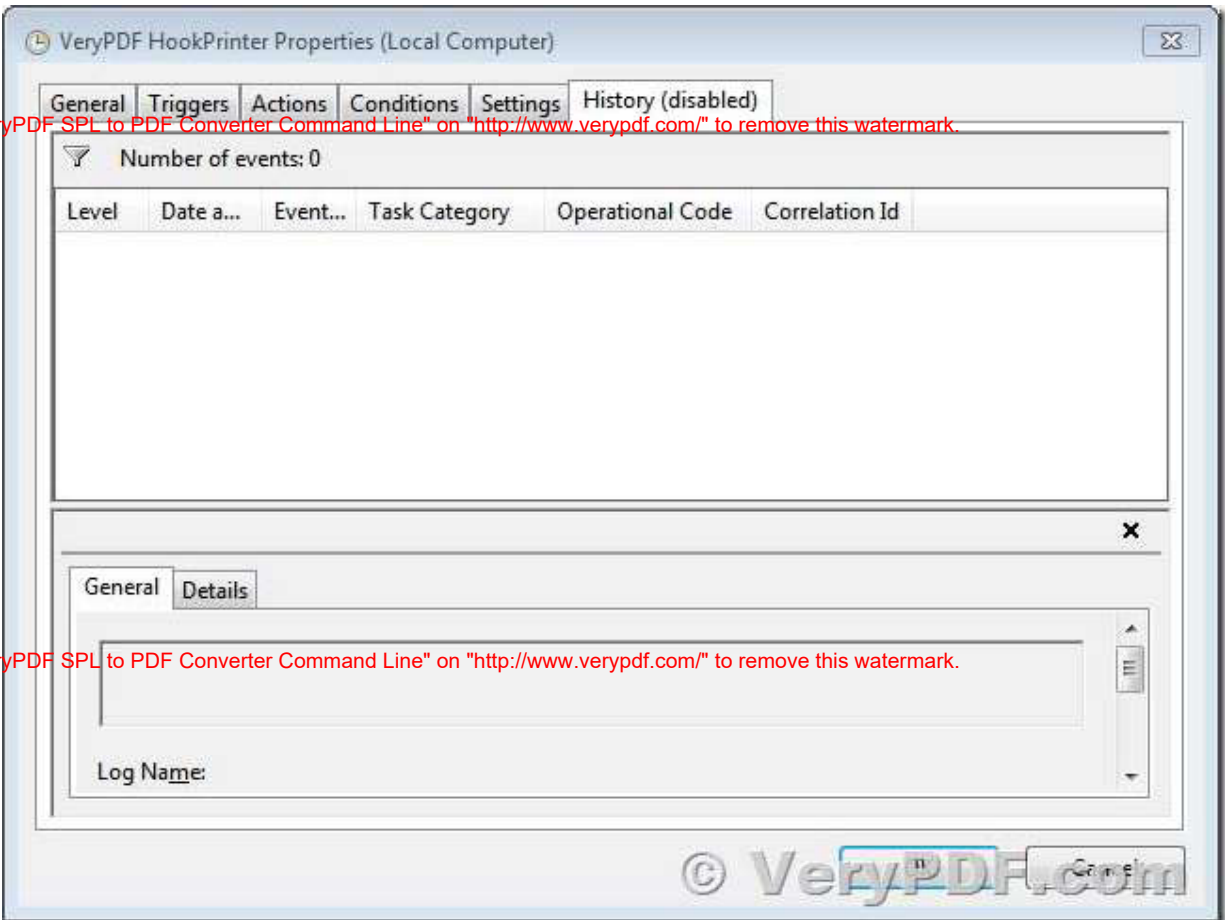 VeryPDF HookPrinter Properties (Local Computer)
General Triggers Actions Conditions Settings History (disabled)
yPDF SPL to PDF Converter Command Line" on "http://www.verypdf.com/" to remove this watermark.
Number of events: 0
Level Date a... Event... Task Category Operational Code Correlation Id
General Details
yPDF SPL to PDF Converter Command Line" on "http://www.verypdf.com/" to remove this watermark.
Log Name:
Cancel
© VeryPDF.com